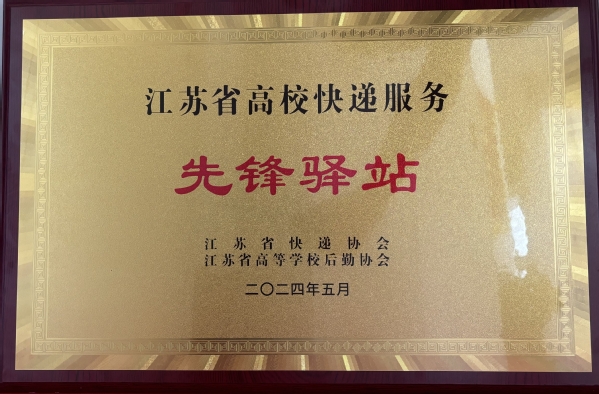 江苏省高校快递服务
先锋驿站
江苏省快递协会
江苏省高等学校后勤协会
二〇二四年五月